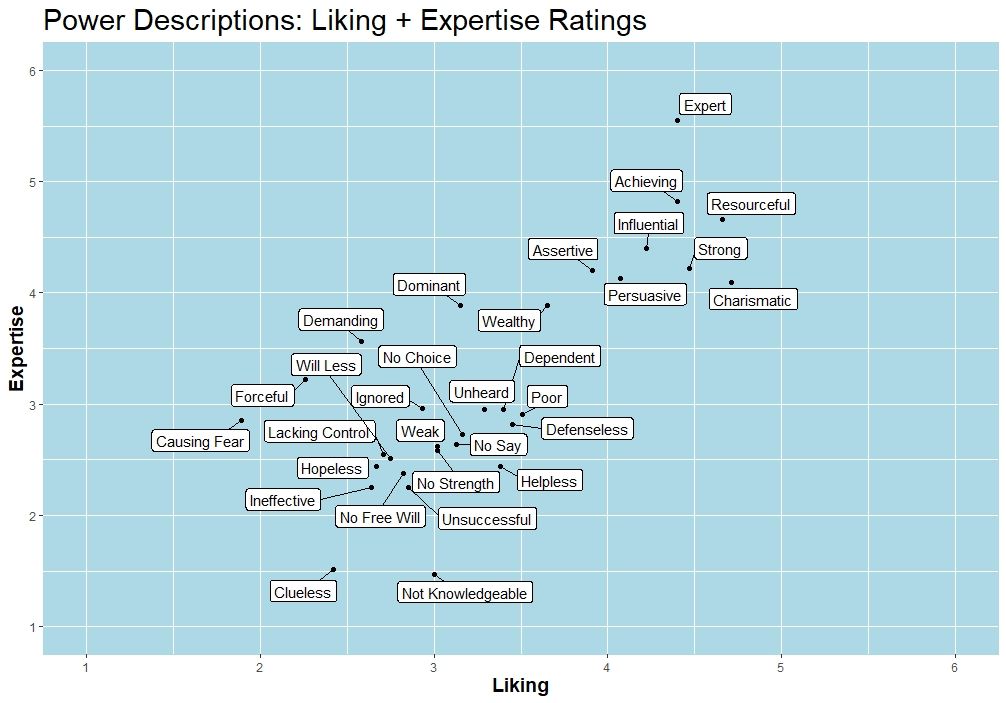 Power Descriptions: Liking + Expertise Ratings
6
Expert
5
Achieving
Resourceful
Influential
Assertive
Strong
4
Dominant
Persuasive
Charismatic
Demanding
Wealthy
No Choice
Dependent
Will Less
Forceful
Ignored
Unheard
Poor
3
Causing Fear
Lacking Control
Weak
Defenseless
No Say
Hopeless
No Strength
Helpless
Ineffective
No Free Will
Unsuccessful
2
Clueless
Not Knowledgeable
1
Expertise
1 2 3 4 5 6
Liking